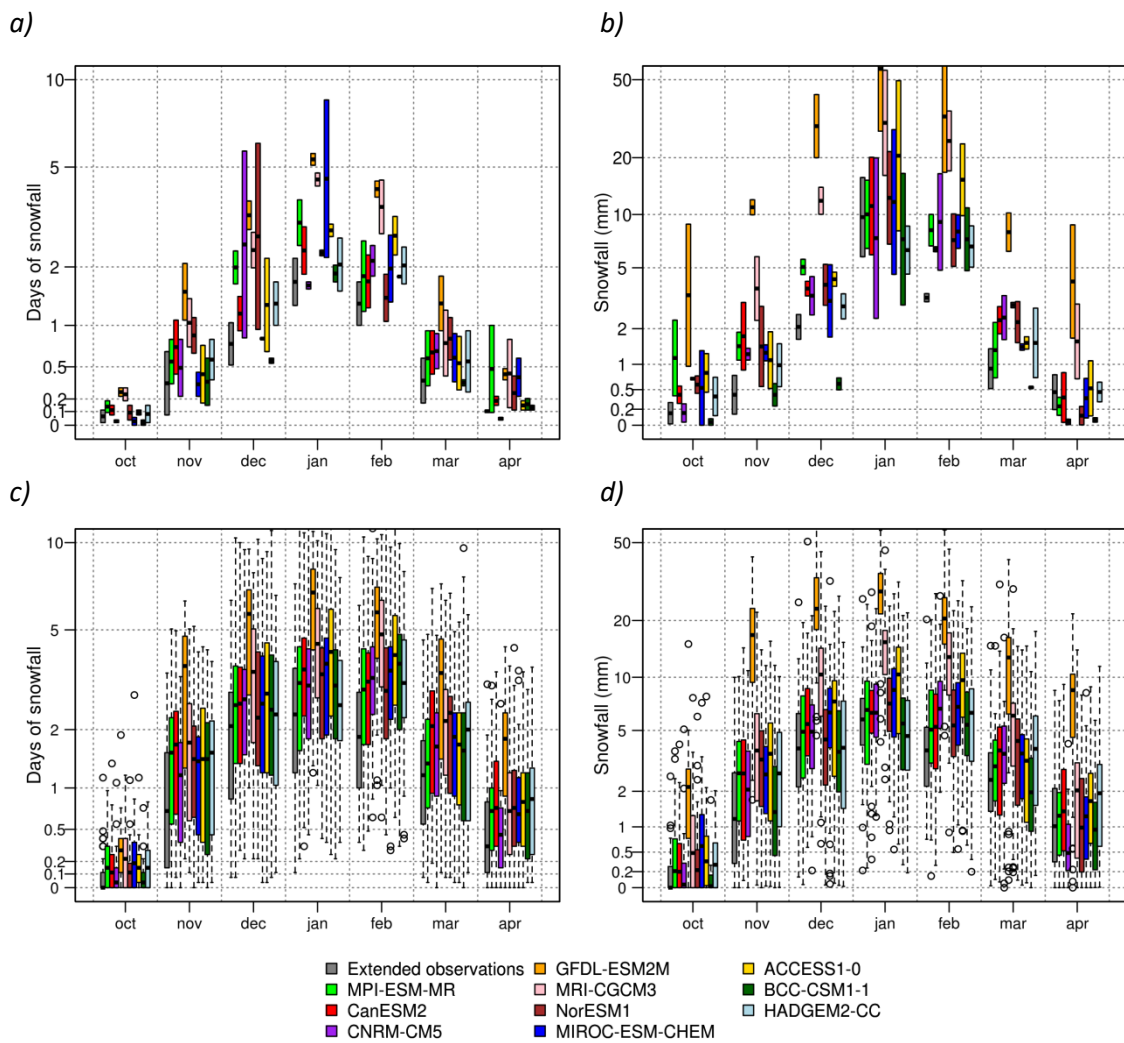 a)
b)
Days of snowfall
10
5
2
1
0.5
0.2
0.1
0
oct nov dec jan feb mar apr
Snowfall (mm)
50
20
10
5
2
1
0.5
0.2
0
oct nov dec jan feb mar apr
c)
d)
Days of snowfall
10
5
2
1
0.5
0.2
0.1
0
oct nov dec jan feb mar apr
Snowfall (mm)
50
20
10
5
2
1
0.5
0.2
0
oct nov dec jan feb mar apr
Extended observations GFDL-ESM2M ACCESS1-0
MPI-ESM-MR MRI-CGCM3 BCC-CSM1-1
CanESM2 NorESM1 HADGEM2-CC
CNRM-CM5 MIROC-ESM-CHEM